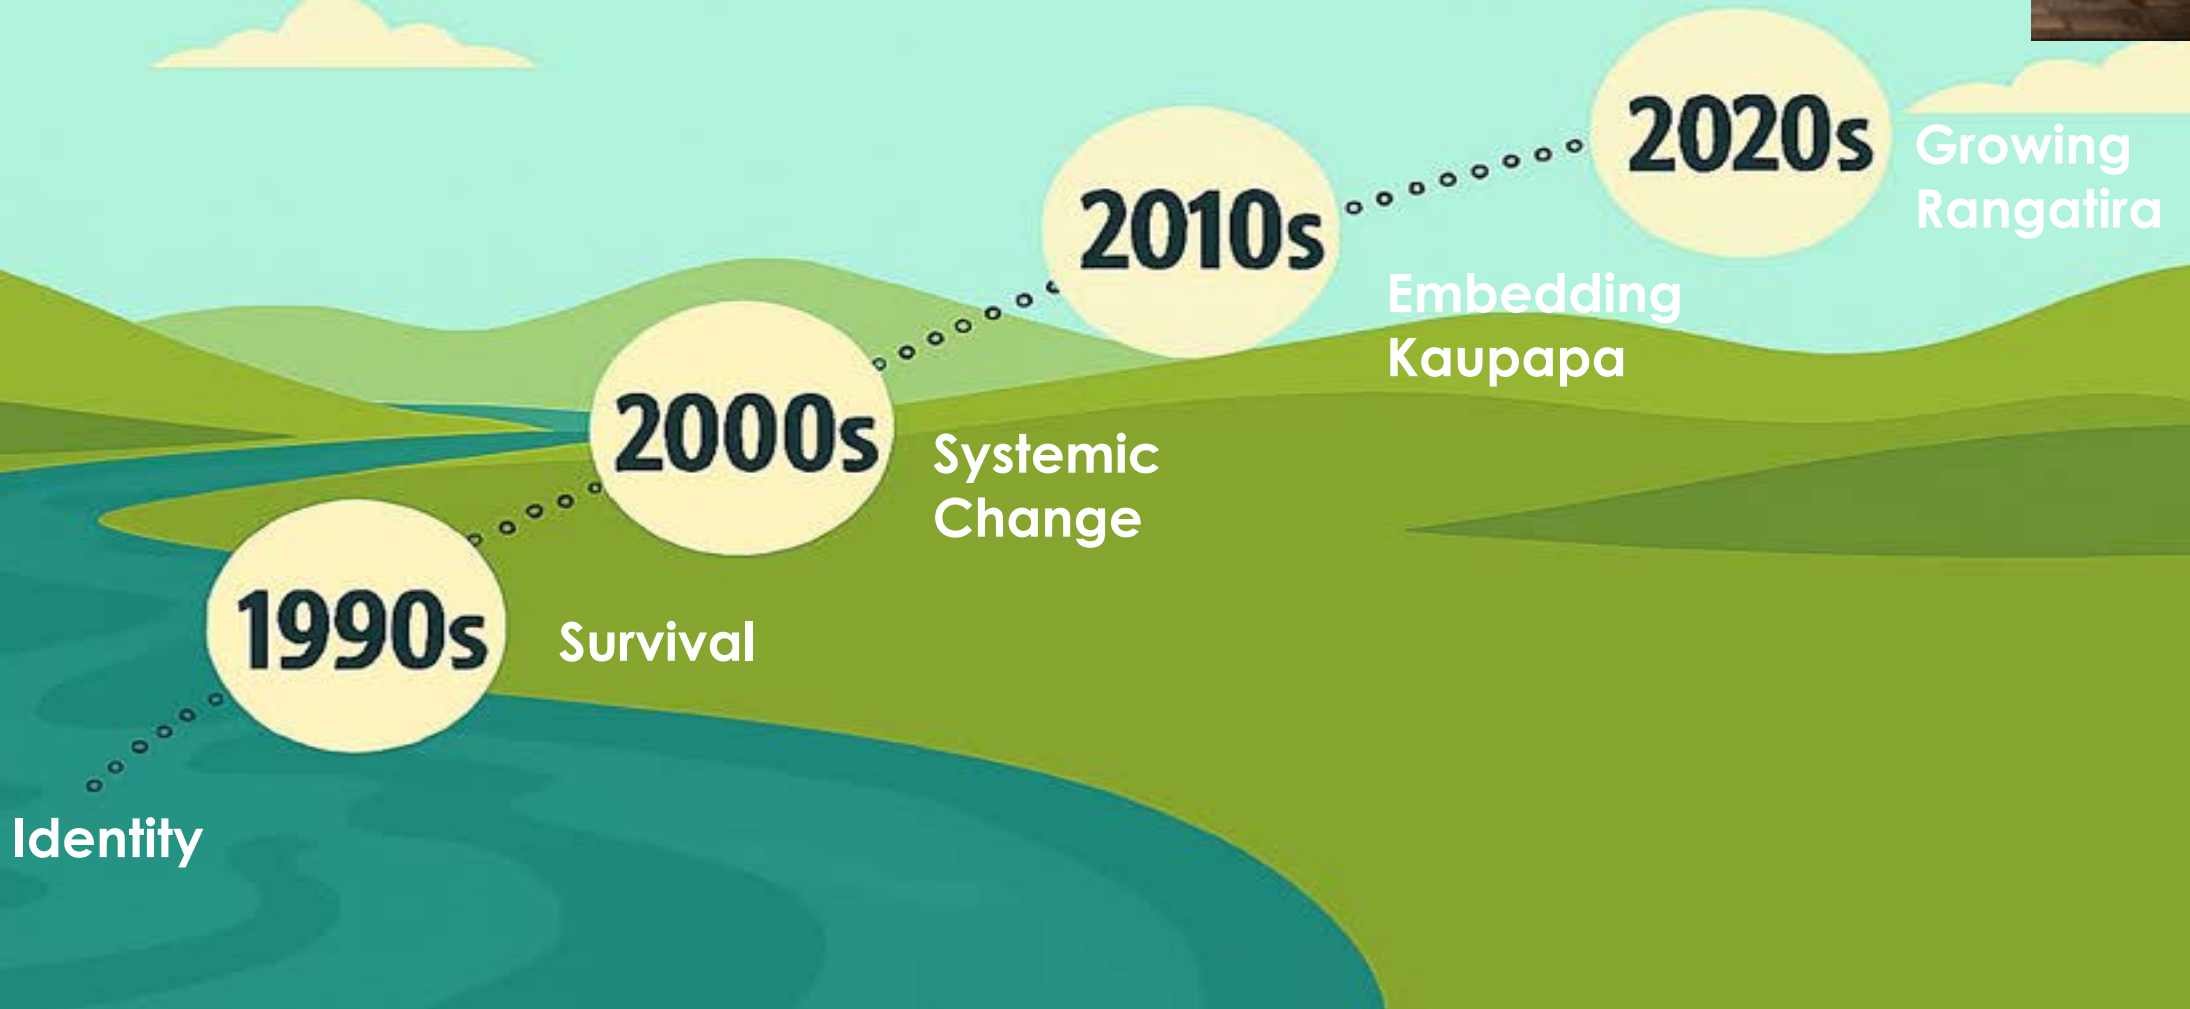 2020s
Growing
Rangatira
2010s
Embedding
Kaupapa
2000s
Systemic
Change
1990s
Survival
Identity